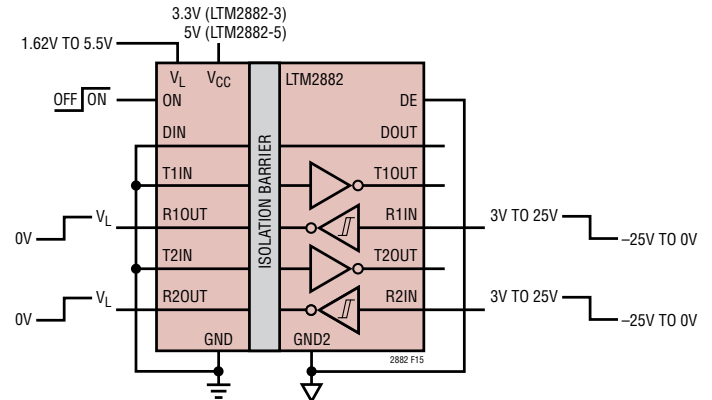 3.3V (LTM2882-3)
5V (LTM2882-5)
1.62V TO 5.5V
VL VCC LTM2882
OFF ON ON DE
DIN DOUT
ISOLATION BARRIER
T1IN T1OUT
0V VL R1OUT R1IN 3V TO 25V –25V TO 0V
T2IN T2OUT
0V VL R2OUT R2IN 3V TO 25V –25V TO 0V
GND GND2
2882 F15